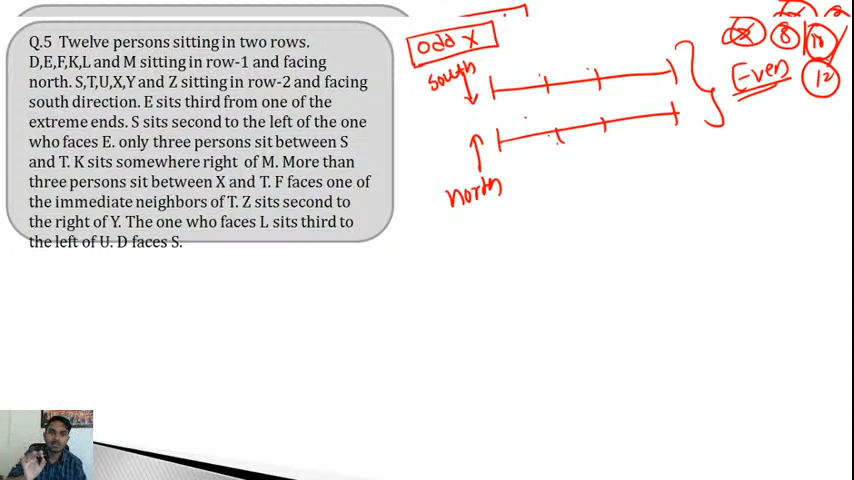 Q.5 Twelve persons sitting in two rows.
D,E,F,K,L and M sitting in row-1 and facing
north. S,T,U,X,Y and Z sitting in row-2 and facing
south direction. E sits third from one of the
extreme ends. S sits second to the left of the one
who faces E. only three persons sit between S
and T. K sits somewhere right of M. More than
three persons sit between X and T. F faces one of
the immediate neighbors of T. Z sits second to
the right of Y. The one who faces L sits third to
the left of U. D faces S.
odd X
south
north
8
10
Even
12